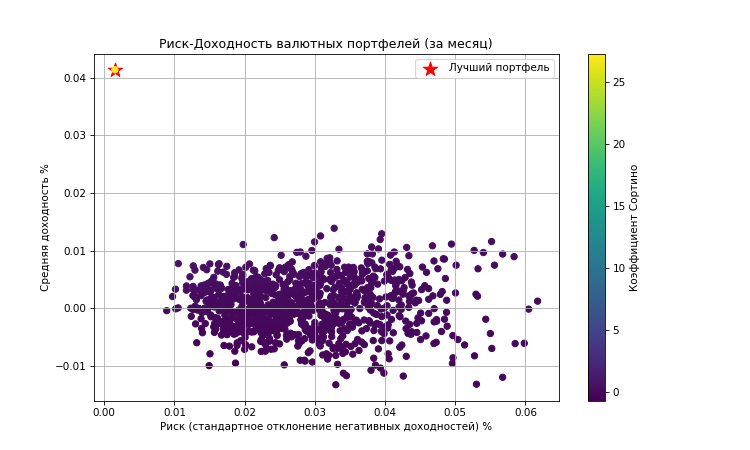 Риск-Доходность валютных портфелей (за месяц)
Лучший портфель
Средняя доходность %
0.04
0.03
0.02
0.01
0.00
−0.01
0.00 0.01 0.02 0.03 0.04 0.05 0.06
Риск (стандартное отклонение негативных доходностей) %
25
20
15
10
5
0
Коэффициент Сортино